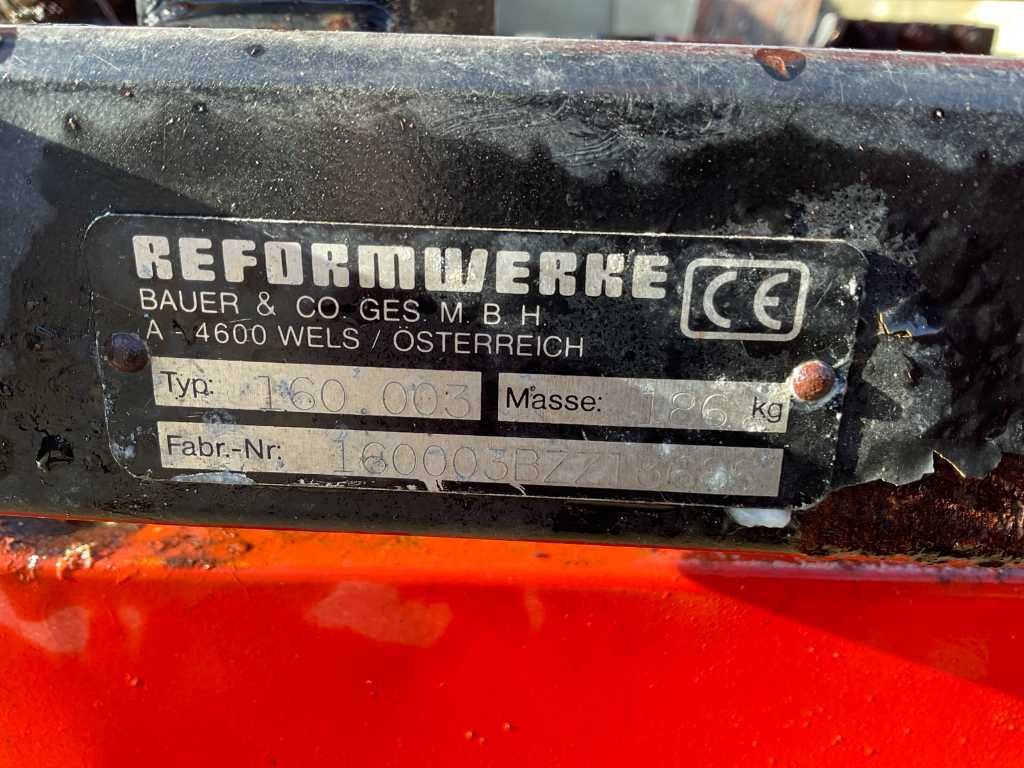 REFORMWERKE
BAUER & CO. GES. M. B. H.
A - 4600 WELS / ÖSTERREICH
CE
Typ: 160 003
Masse: 186 kg
Fabr.-Nr: